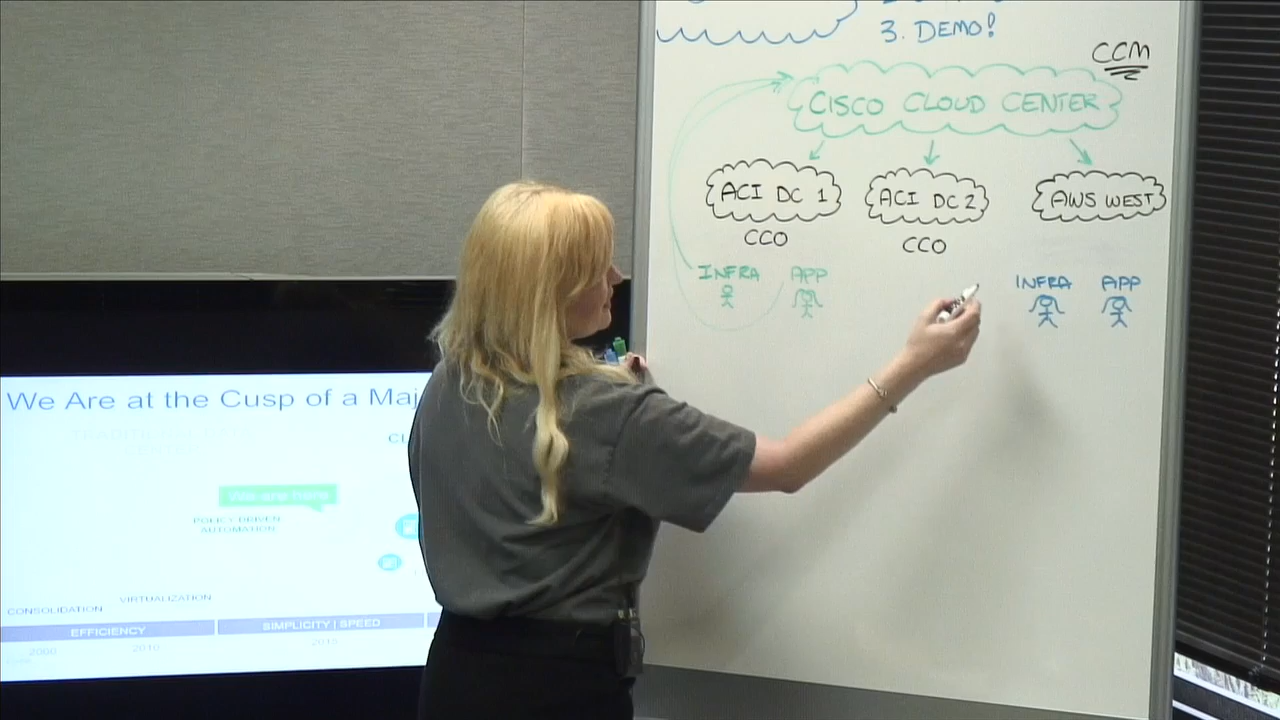 3. DEMO!
CCM
CISCO CLOUD CENTER
ACI DC 1
ACI DC 2
AWS WEST
CCO
CCO
INFRA APP
INFRA APP
We Are at the Cusp of a Maj
CL
We are here
POLICY DRIVEN
AUTOMATION
VIRTUALIZATION
CONSOLIDATION
EFFICIENCY
SIMPLICITY | SPEED
2000
2010
2015